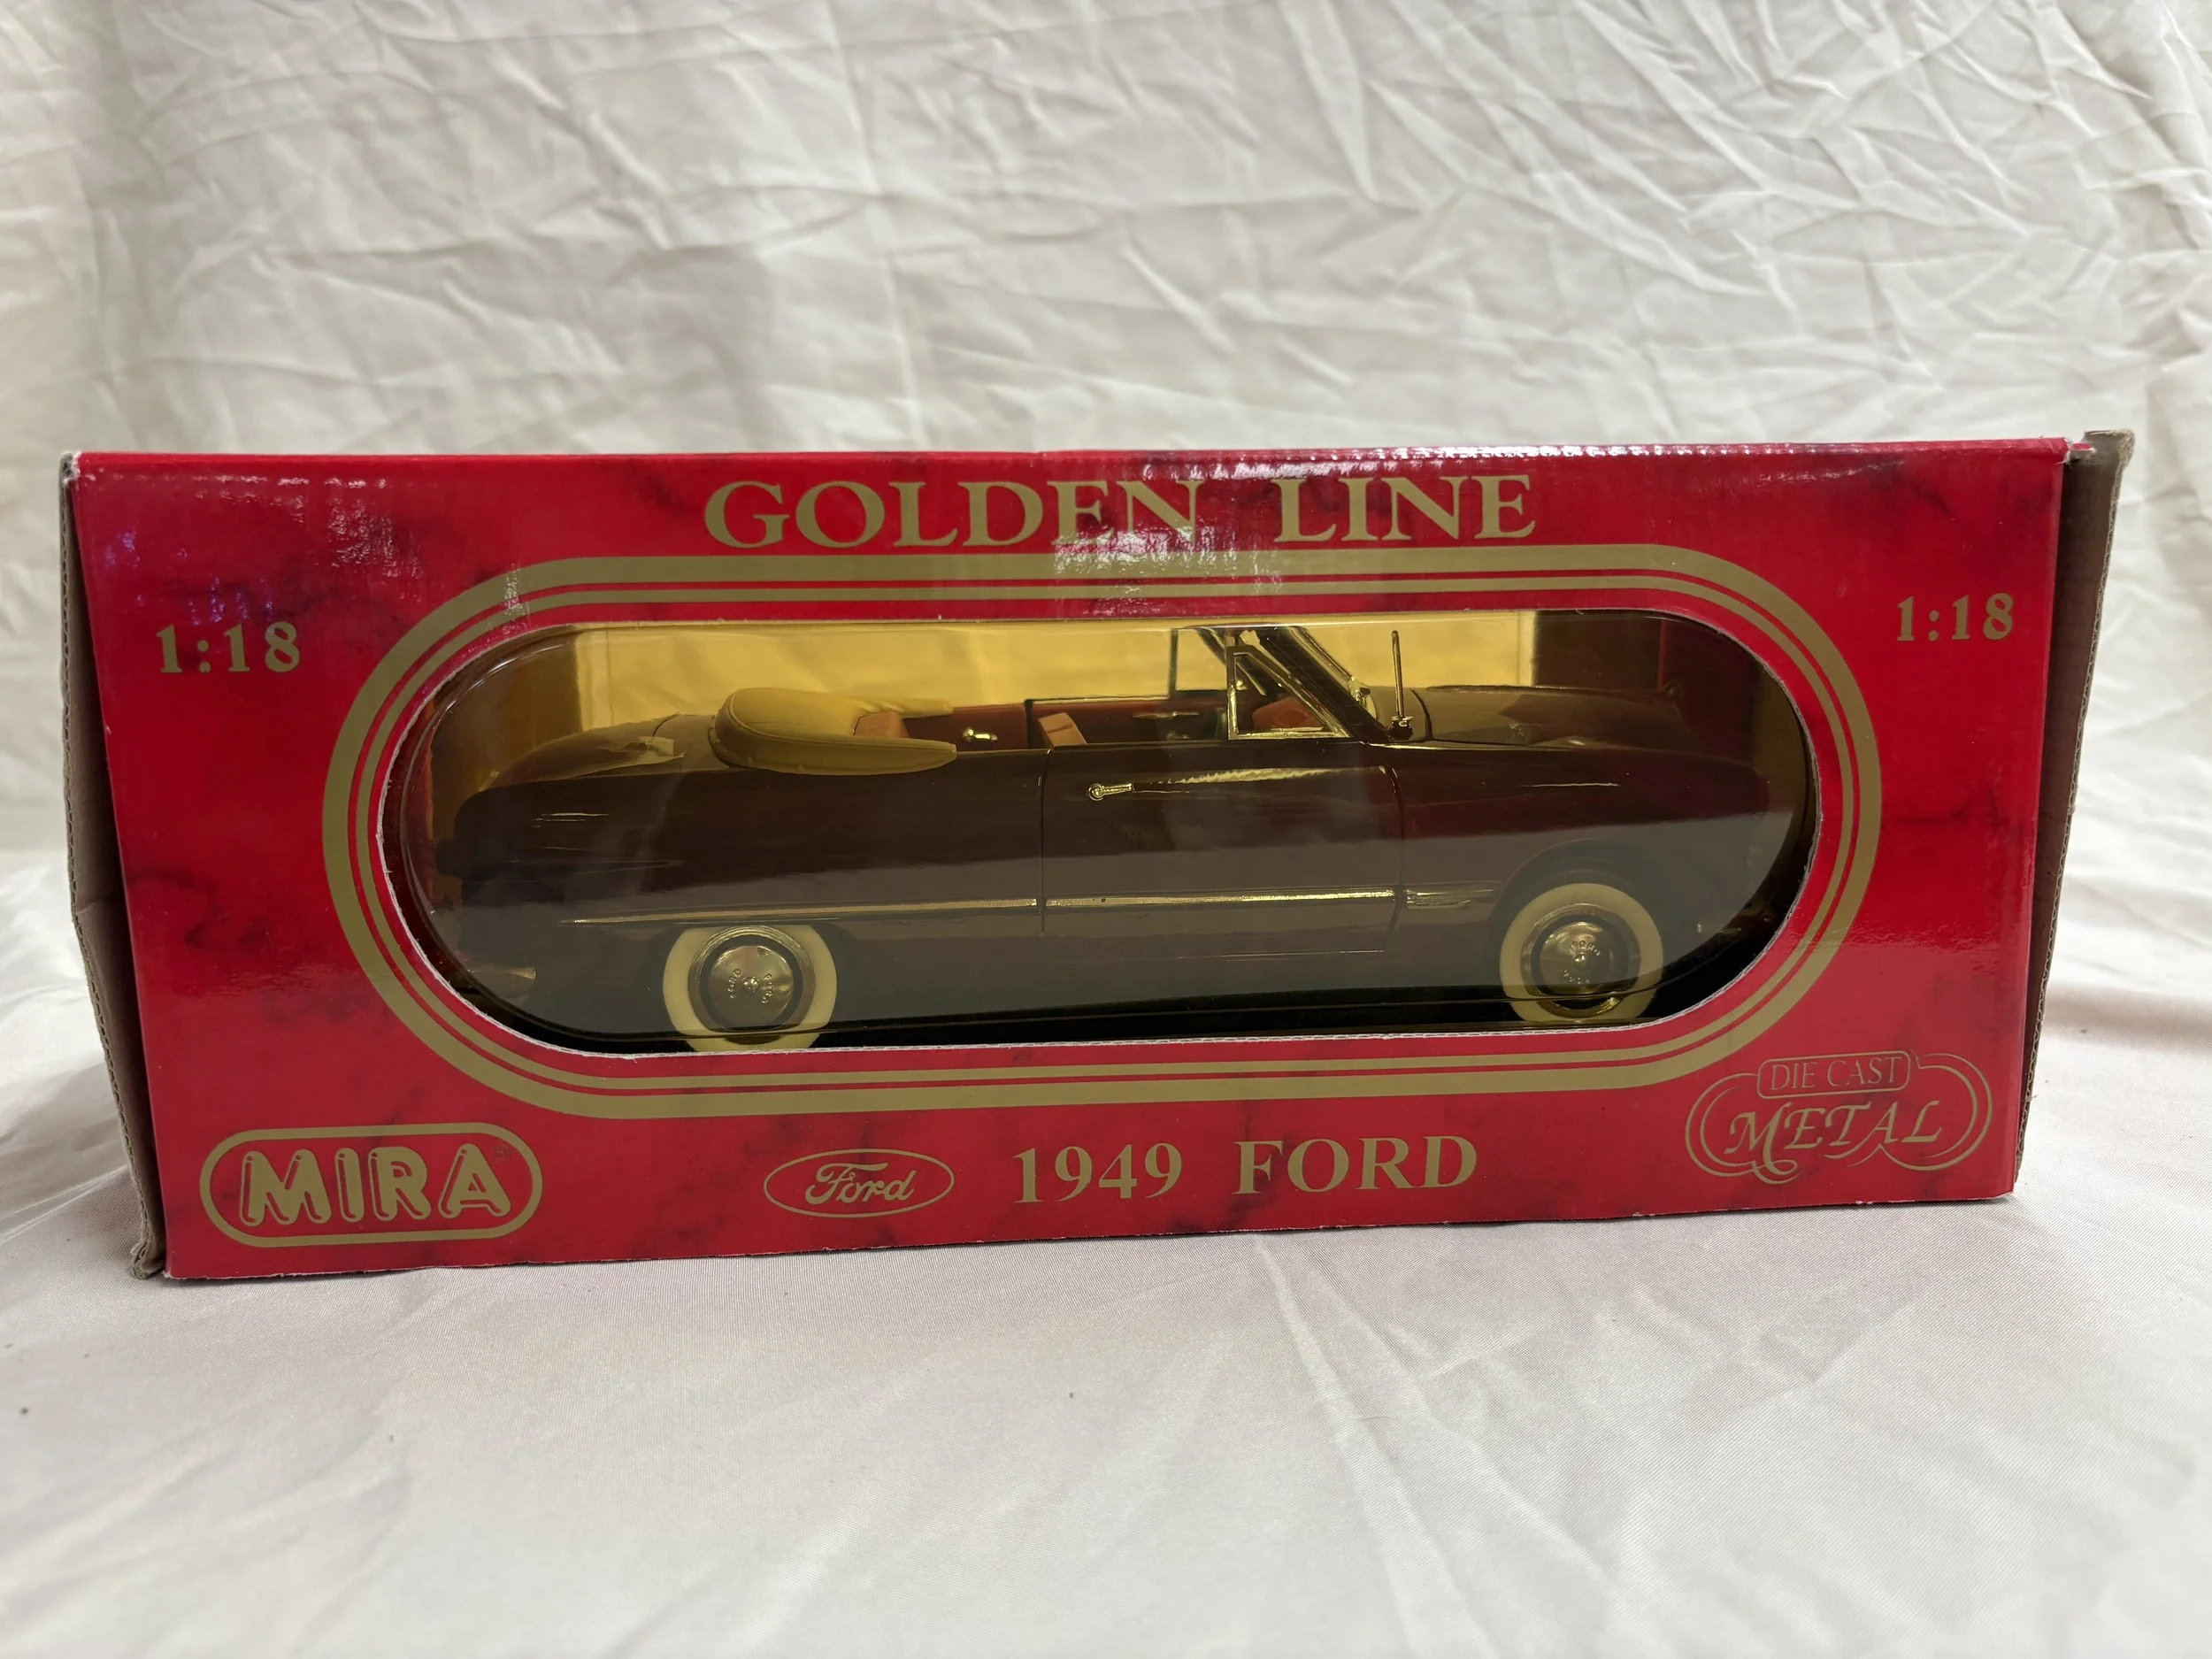 GOLDEN LINE
1:18
1:18
DIE CAST
METAL
MIRA
Ford
1949 FORD